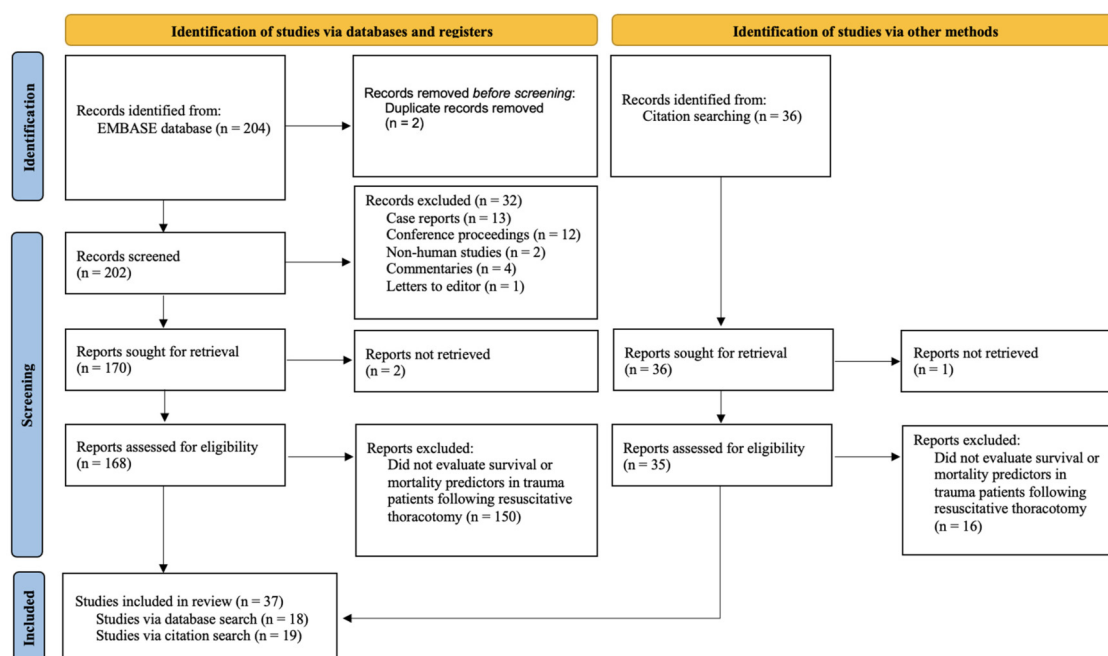 Identification of studies via databases and registers
Identification of studies via other methods
Identification
Records identified from:
EMBASE database (n = 204)
Records removed before screening:
Duplicate records removed
(n = 2)
Records identified from:
Citation searching (n = 36)
Screening
Records screened
(n = 202)
Records excluded (n = 32)
Case reports (n = 13)
Conference proceedings (n = 12)
Non-human studies (n = 2)
Commentaries (n = 4)
Letters to editor (n = 1)
Reports sought for retrieval
(n = 170)
Reports not retrieved
(n = 2)
Reports sought for retrieval
(n = 36)
Reports not retrieved
(n = 1)
Reports assessed for eligibility
(n = 168)
Reports excluded:
Did not evaluate survival or
mortality predictors in trauma
patients following resuscitative
thoracotomy (n = 150)
Reports assessed for eligibility
(n = 35)
Reports excluded:
Did not evaluate survival or
mortality predictors in
trauma patients following
resuscitative thoracotomy
(n = 16)
Included
Studies included in review (n = 37)
Studies via database search (n = 18)
Studies via citation search (n = 19)